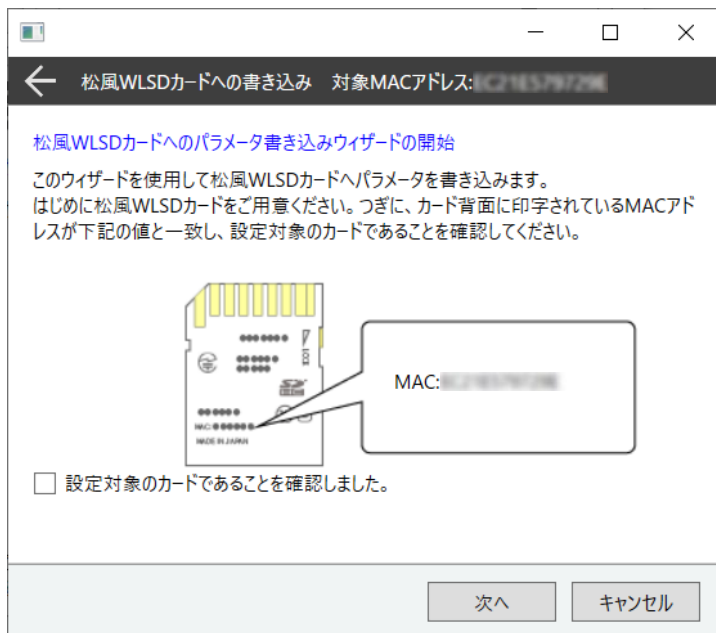 松風WLSDカードへの書き込み 対象MACアドレス:
松風WLSDカードへのパラメータ書き込みウィザードの開始
このウィザードを使用して松風WLSDカードへパラメータを書き込みます。
はじめに松風WLSDカードをご用意ください。つぎに、カード背面に印字されているMACアド
レスが下記の値と一致し、設定対象のカードであることを確認してください。
LOCK
MAC:
MAC:
MADE IN JAPAN
設定対象のカードであることを確認しました。
次へ
キャンセル